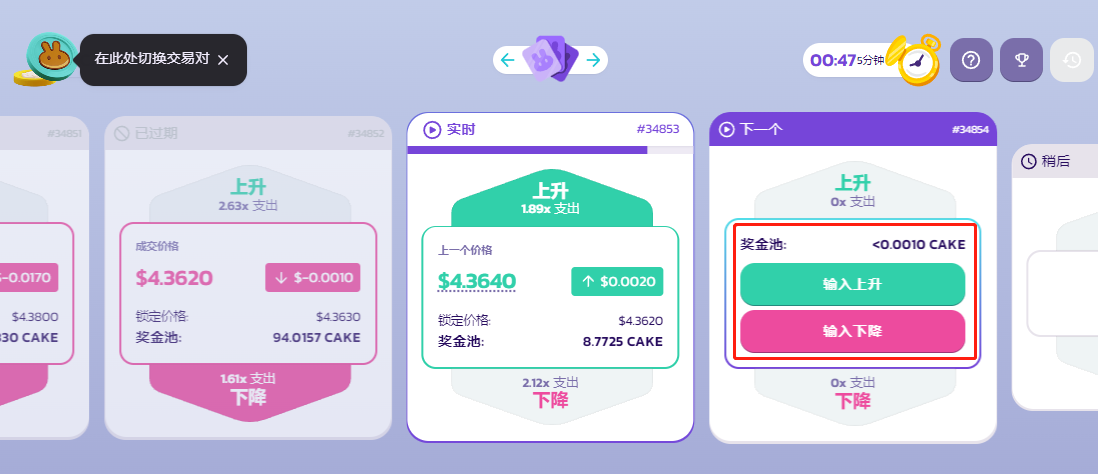 在此处切换交易对 ×
00:47 5分钟
#34851
$-0.0170
$4.3800
已过期 #34852
上升
2.63x 支出
成交价格
$4.3620 ↓ $-0.0010
锁定价格: $4.3630
奖金池: 94.0157 CAKE
1.61x 支出
下降
实时 #34853
上升
1.89x 支出
上一个价格
$4.3640 ↑ $0.0020
锁定价格: $4.3620
奖金池: 8.7725 CAKE
2.12x 支出
下降
下一个 #34854
上升
0x 支出
奖金池: <0.0010 CAKE
输入上升
输入下降
0x 支出
下降
稍后